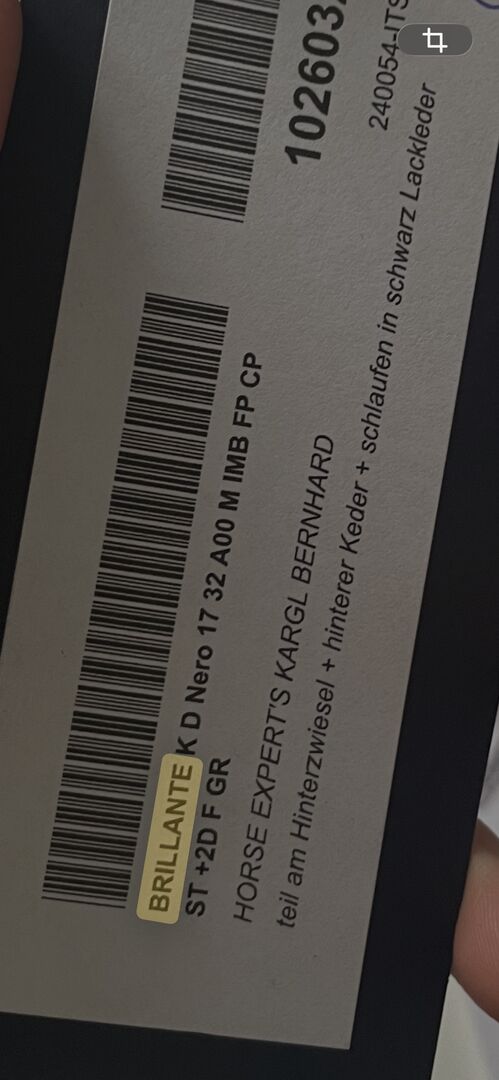 102603
240054-ITS
BRILLANTE K D Nero 17 32 A00 M IMB FP CP
ST +2D F GR
HORSE EXPERT'S KARGL BERNHARD
teil am Hinterzwiesel + hinterer Keder + schlaufen in schwarz Lackleder